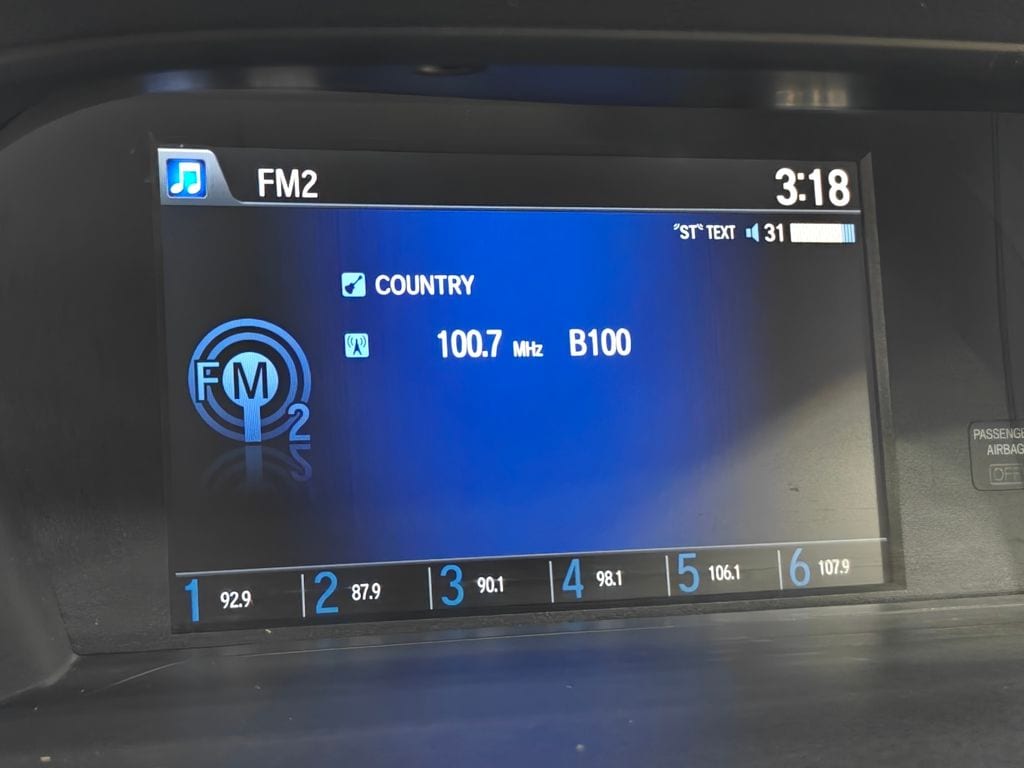 FM2 3:18
"ST" TEXT 31
COUNTRY
100.7 MHz B100
FM2
1 92.9 2 87.9 3 90.1 4 98.1 5 106.1 6 107.9
PASSENGE
AIRBAG
OFF